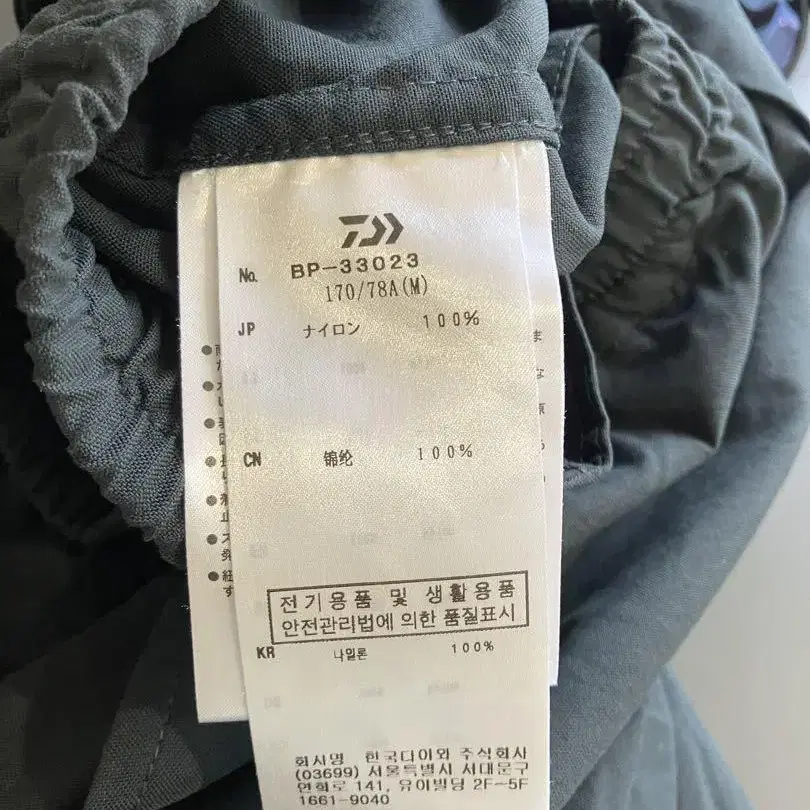 No. BP-33023
170/78A(M)
JP ナイロン 100%
CN 锦纶 100%
전기용품 및 생활용품
안전관리법에 의한 품질표시
KR 나일론 100%
회사명 한국다이와 주식회사
(03699) 서울특별시 서대문구
연희로 141, 유이빌딩 2F-5F
1661-9040